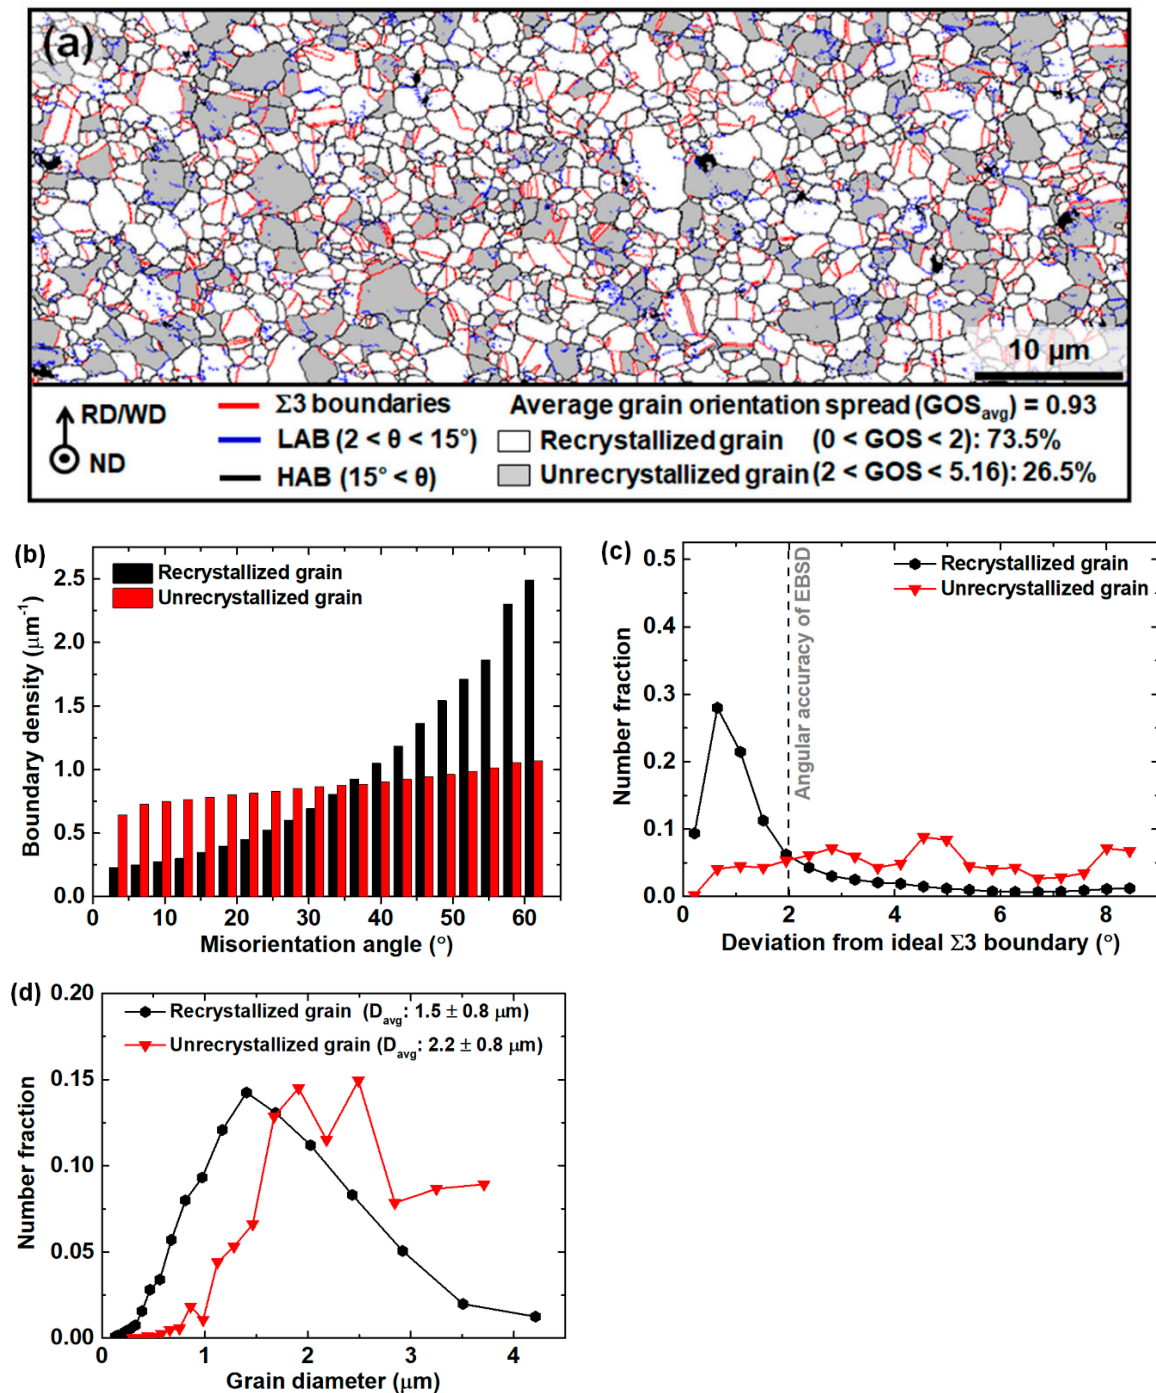 (a)
10 μm
RD/WD
ND
Σ3 boundaries
LAB (2 < θ < 15°)
HAB (15° < θ)
Average grain orientation spread (GOSavg) = 0.93
Recrystallized grain (0 < GOS < 2): 73.5%
Unrecrystallized grain (2 < GOS < 5.16): 26.5%
(b)
Recrystallized grain
Unrecrystallized grain
Boundary density (μm-1)
2.5
2.0
1.5
1.0
0.5
0.0
0 10 20 30 40 50 60
Misorientation angle (°)
(c)
Recrystallized grain
Unrecrystallized grain
Angular accuracy of EBSD
Number fraction
0.5
0.4
0.3
0.2
0.1
0.0
0 2 4 6 8
Deviation from ideal Σ3 boundary (°)
(d)
Recrystallized grain (Davg: 1.5 ± 0.8 μm)
Unrecrystallized grain (Davg: 2.2 ± 0.8 μm)
Number fraction
0.20
0.15
0.10
0.05
0.00
0 1 2 3 4
Grain diameter (μm)